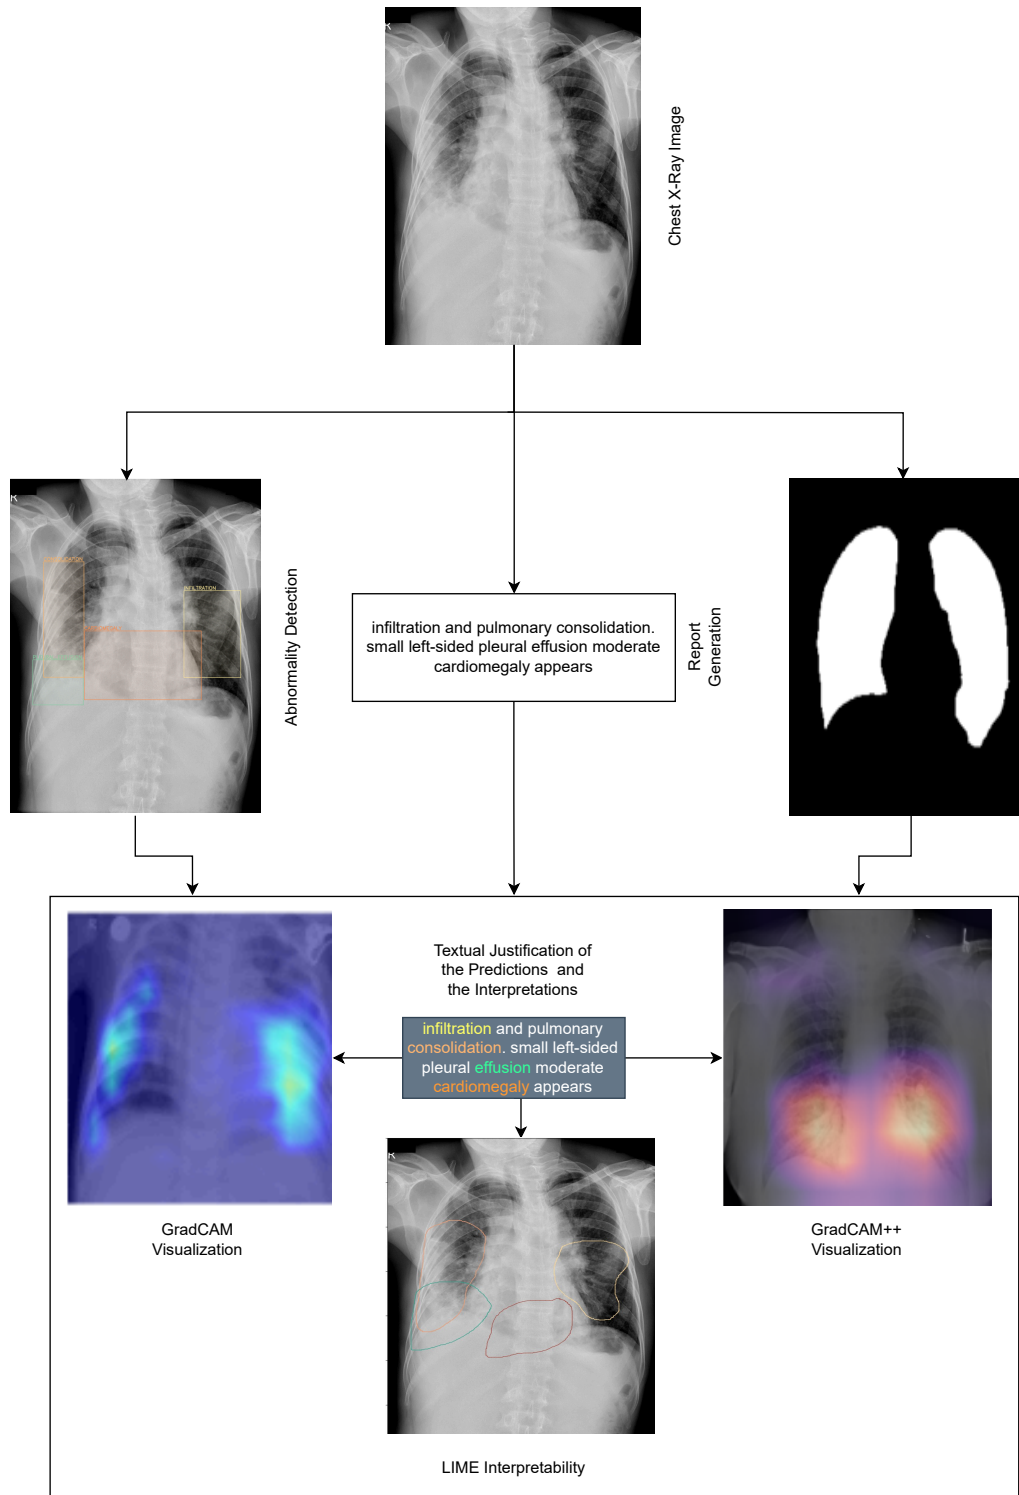 Chest X-Ray Image
INFILTRATION
Abnormality Detection
infiltration and pulmonary consolidation.
small left-sided pleural effusion moderate
cardiomegaly appears
Report
Generation
R
Textual Justification of
the Predictions and
the Interpretations
infiltration and pulmonary
consolidation. small left-sided
pleural effusion moderate
cardiomegaly appears
GradCAM
Visualization
GradCAM++
Visualization
LIME Interpretability